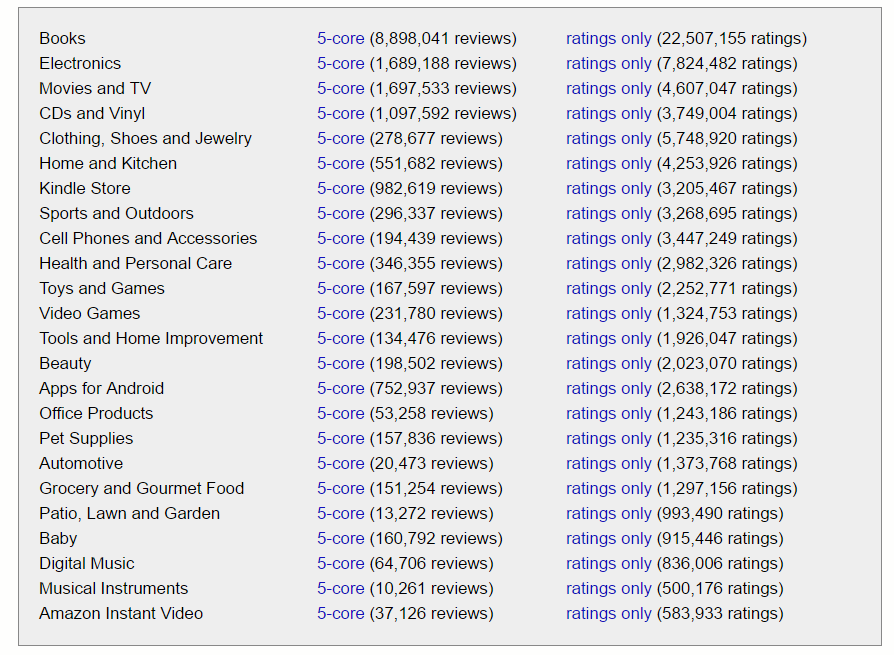 Books 5-core (8,898,041 reviews) ratings only (22,507,155 ratings)
Electronics 5-core (1,689,188 reviews) ratings only (7,824,482 ratings)
Movies and TV 5-core (1,697,533 reviews) ratings only (4,607,047 ratings)
CDs and Vinyl 5-core (1,097,592 reviews) ratings only (3,749,004 ratings)
Clothing, Shoes and Jewelry 5-core (278,677 reviews) ratings only (5,748,920 ratings)
Home and Kitchen 5-core (551,682 reviews) ratings only (4,253,926 ratings)
Kindle Store 5-core (982,619 reviews) ratings only (3,205,467 ratings)
Sports and Outdoors 5-core (296,337 reviews) ratings only (3,268,695 ratings)
Cell Phones and Accessories 5-core (194,439 reviews) ratings only (3,447,249 ratings)
Health and Personal Care 5-core (346,355 reviews) ratings only (2,982,326 ratings)
Toys and Games 5-core (167,597 reviews) ratings only (2,252,771 ratings)
Video Games 5-core (231,780 reviews) ratings only (1,324,753 ratings)
Tools and Home Improvement 5-core (134,476 reviews) ratings only (1,926,047 ratings)
Beauty 5-core (198,502 reviews) ratings only (2,023,070 ratings)
Apps for Android 5-core (752,937 reviews) ratings only (2,638,172 ratings)
Office Products 5-core (53,258 reviews) ratings only (1,243,186 ratings)
Pet Supplies 5-core (157,836 reviews) ratings only (1,235,316 ratings)
Automotive 5-core (20,473 reviews) ratings only (1,373,768 ratings)
Grocery and Gourmet Food 5-core (151,254 reviews) ratings only (1,297,156 ratings)
Patio, Lawn and Garden 5-core (13,272 reviews) ratings only (993,490 ratings)
Baby 5-core (160,792 reviews) ratings only (915,446 ratings)
Digital Music 5-core (64,706 reviews) ratings only (836,006 ratings)
Musical Instruments 5-core (10,261 reviews) ratings only (500,176 ratings)
Amazon Instant Video 5-core (37,126 reviews) ratings only (583,933 ratings)